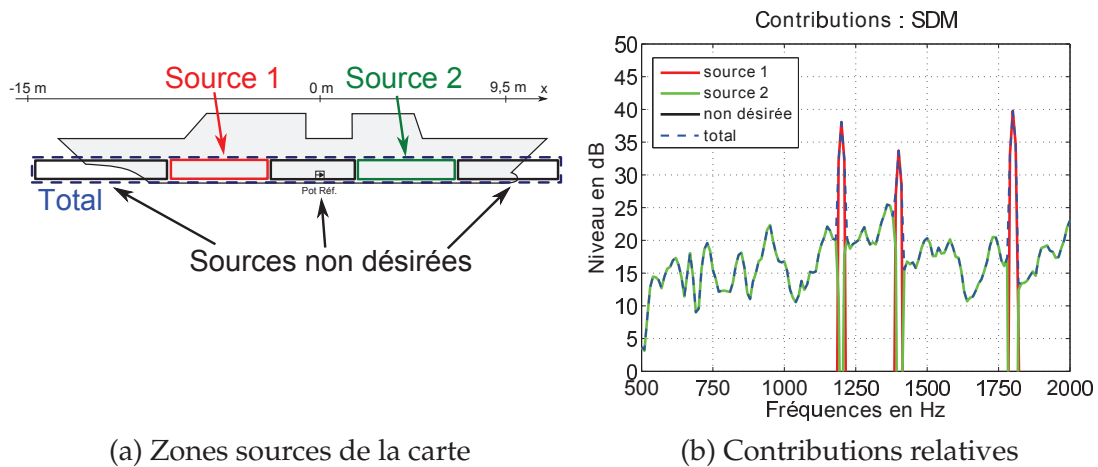 Source 1
Source 2
-15 m
0 m
9,5 m
x
Pot Réf.
Total
Sources non désirées
(a) Zones sources de la carte
Contributions : SDM
50
45
40
35
30
25
20
15
10
5
0
Niveau en dB
source 1
source 2
non désirée
total
500
750
1000
1250
1500
1750
2000
Fréquences en Hz
(b) Contributions relatives